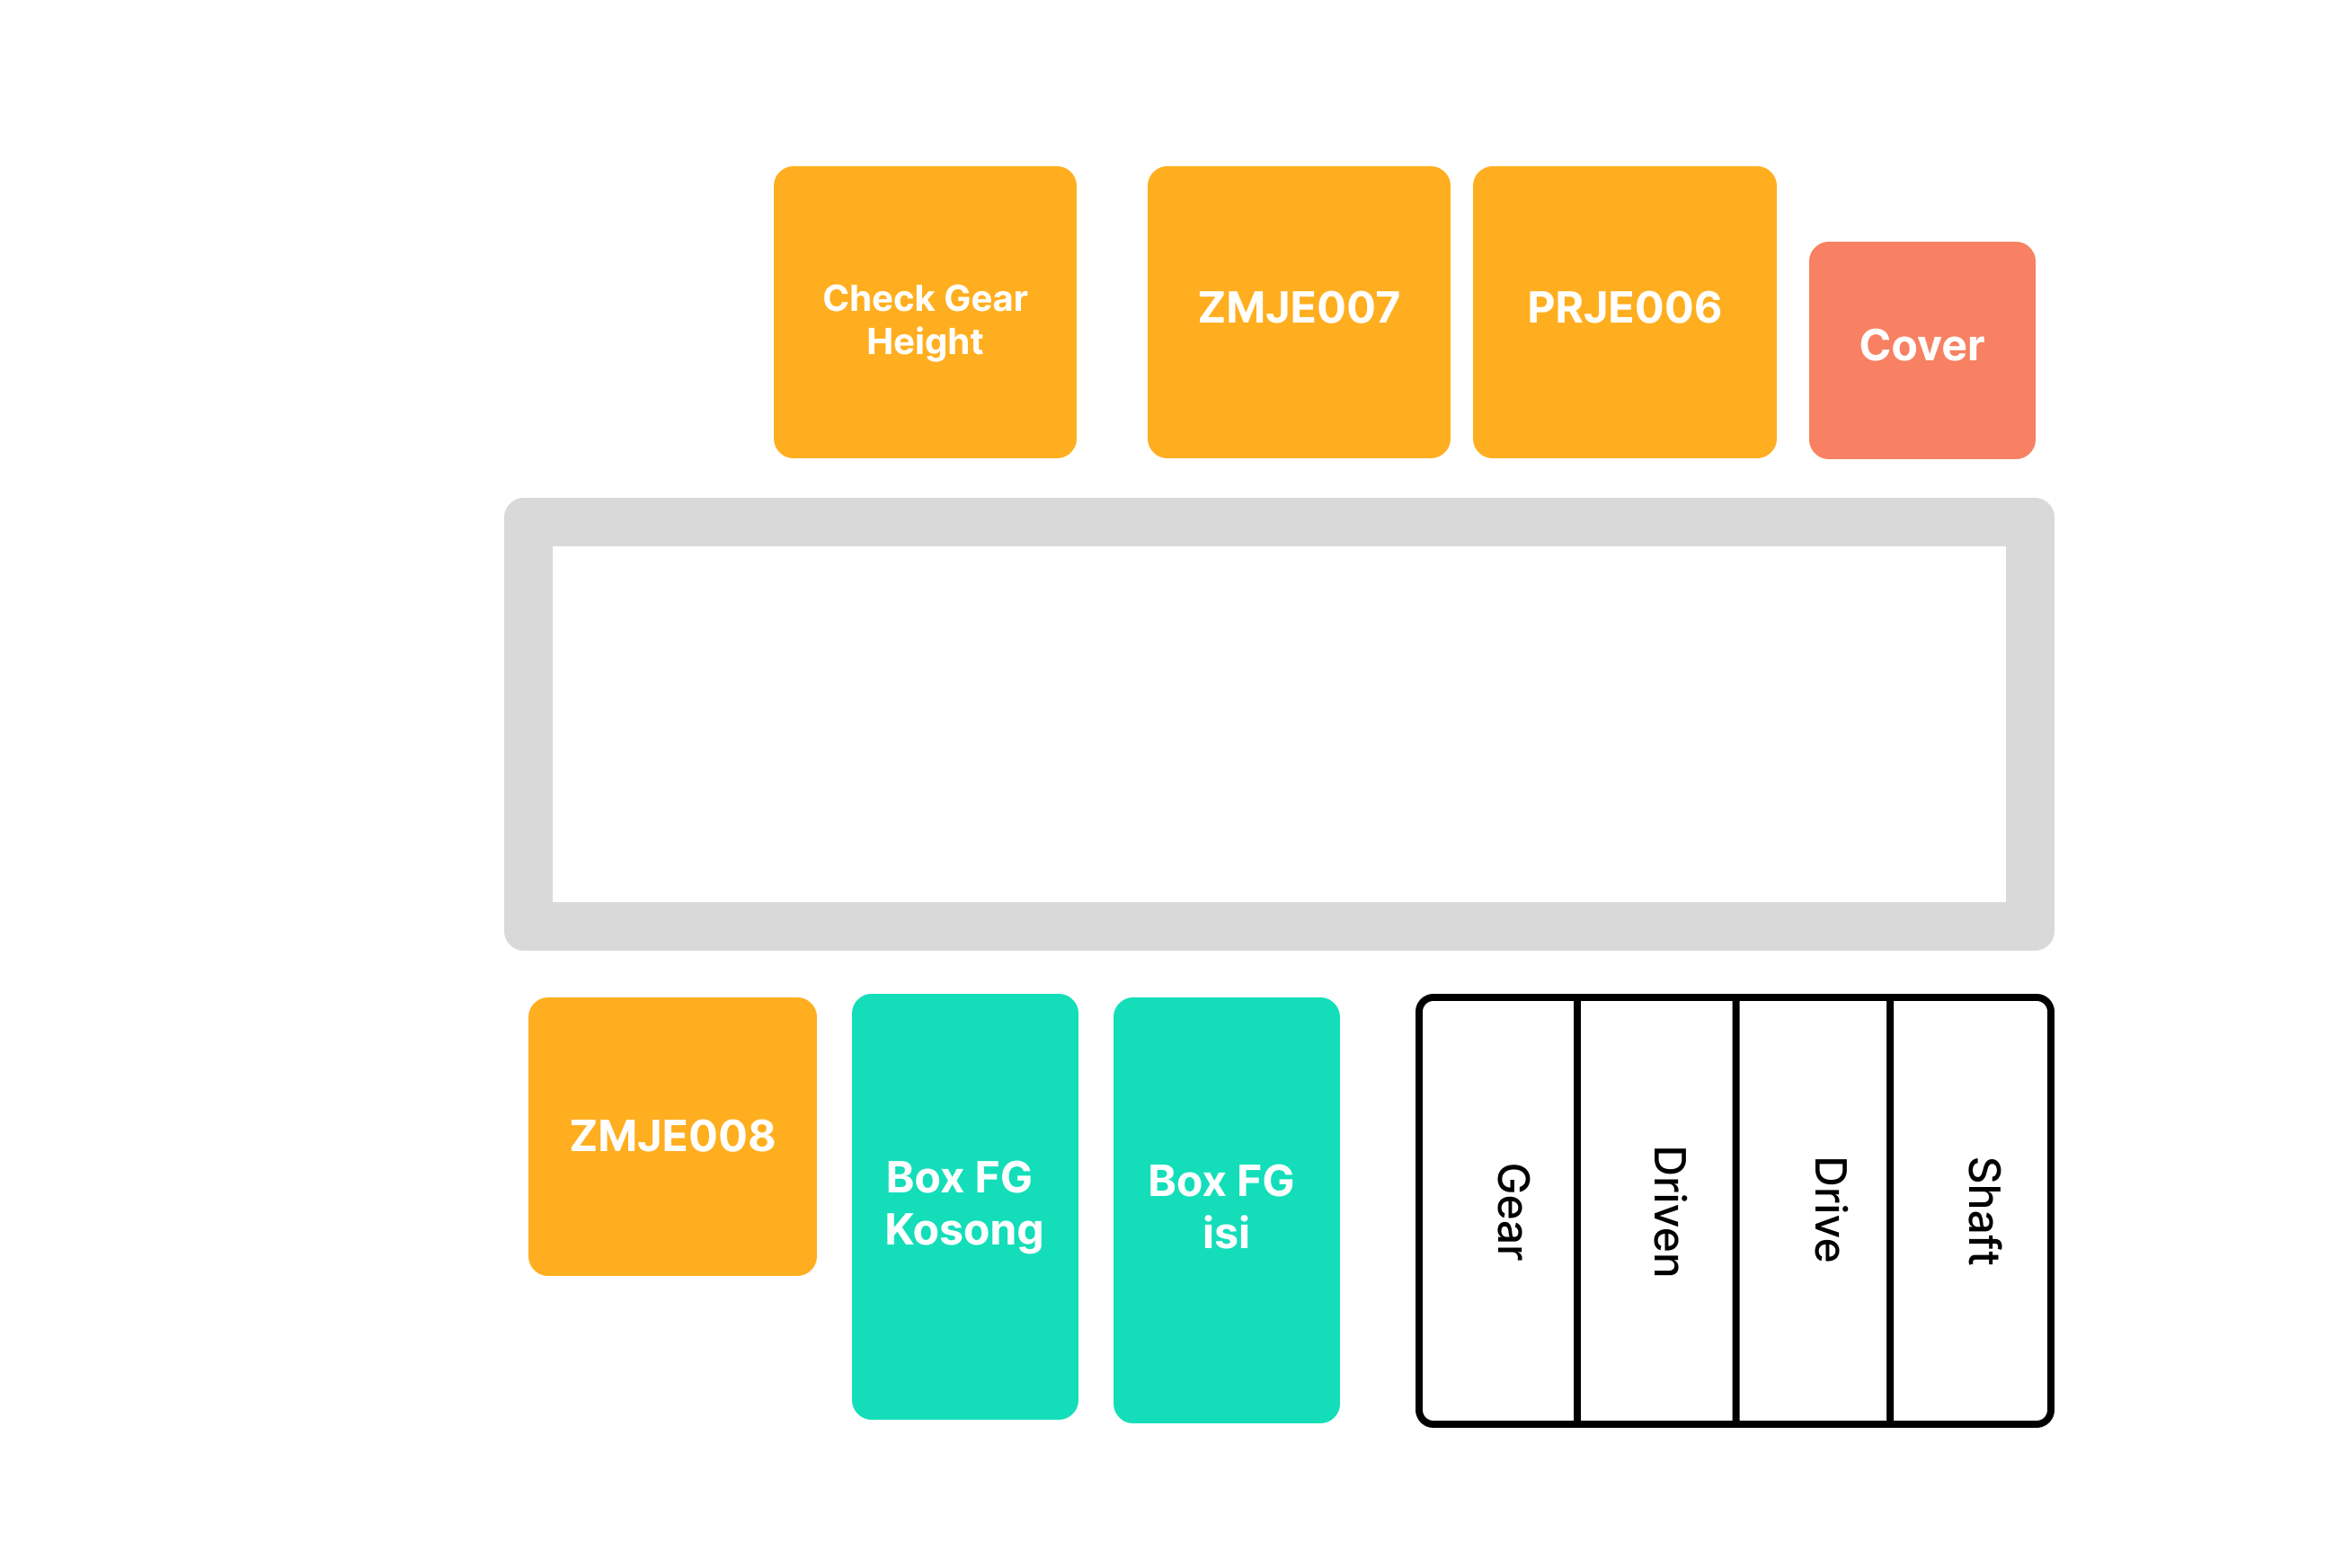 Check Gear
Height
ZMJE007
PRJE006
Cover
ZMJE008
Box FG
Kosong
Box FG
isi
Gear
Driven
Drive
Shaft